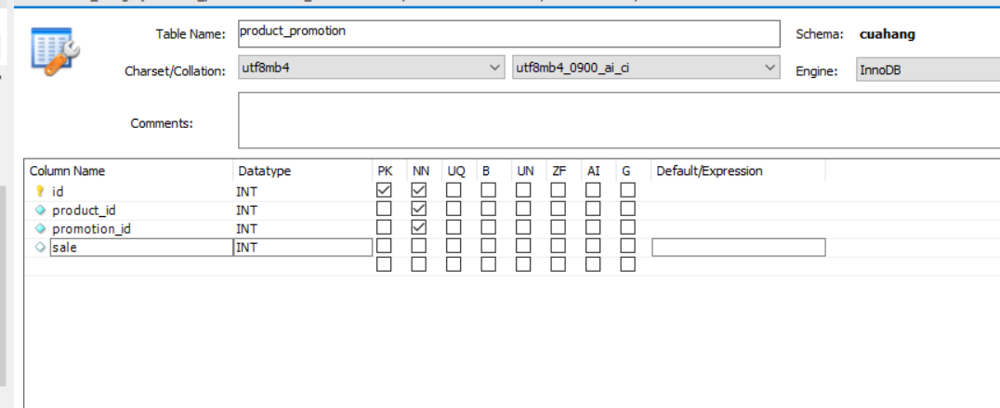 Table Name: product_promotion Schema: cuahang
Charset/Collation: utf8mb4 utf8mb4_0900_ai_ci Engine: InnoDB
Comments:
Column Name Datatype PK NN UQ B UN ZF AI G Default/Expression
id INT
product_id INT
promotion_id INT
sale INT